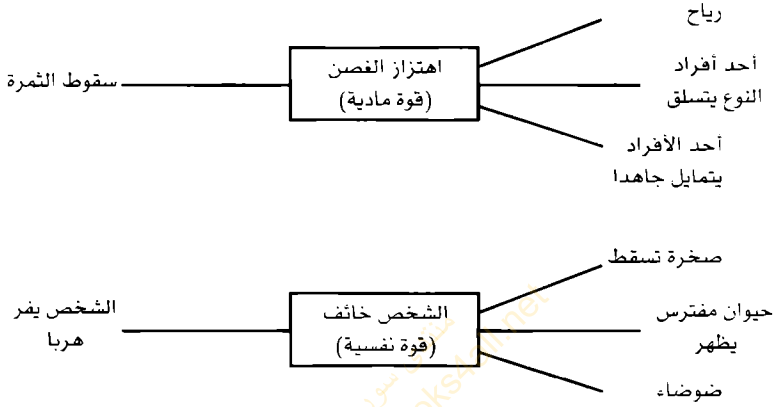 رياح
أحد أفراد
النوع يتسلق
أحد الأفراد
يتمايل جاهدا
اهتزاز الغصن
(قوة مادية)
سقوط الثمرة
صخرة تسقط
حيوان مفترس
يظهر
ضوضاء
الشخص خائف
(قوة نفسية)
الشخص يفر
هربا